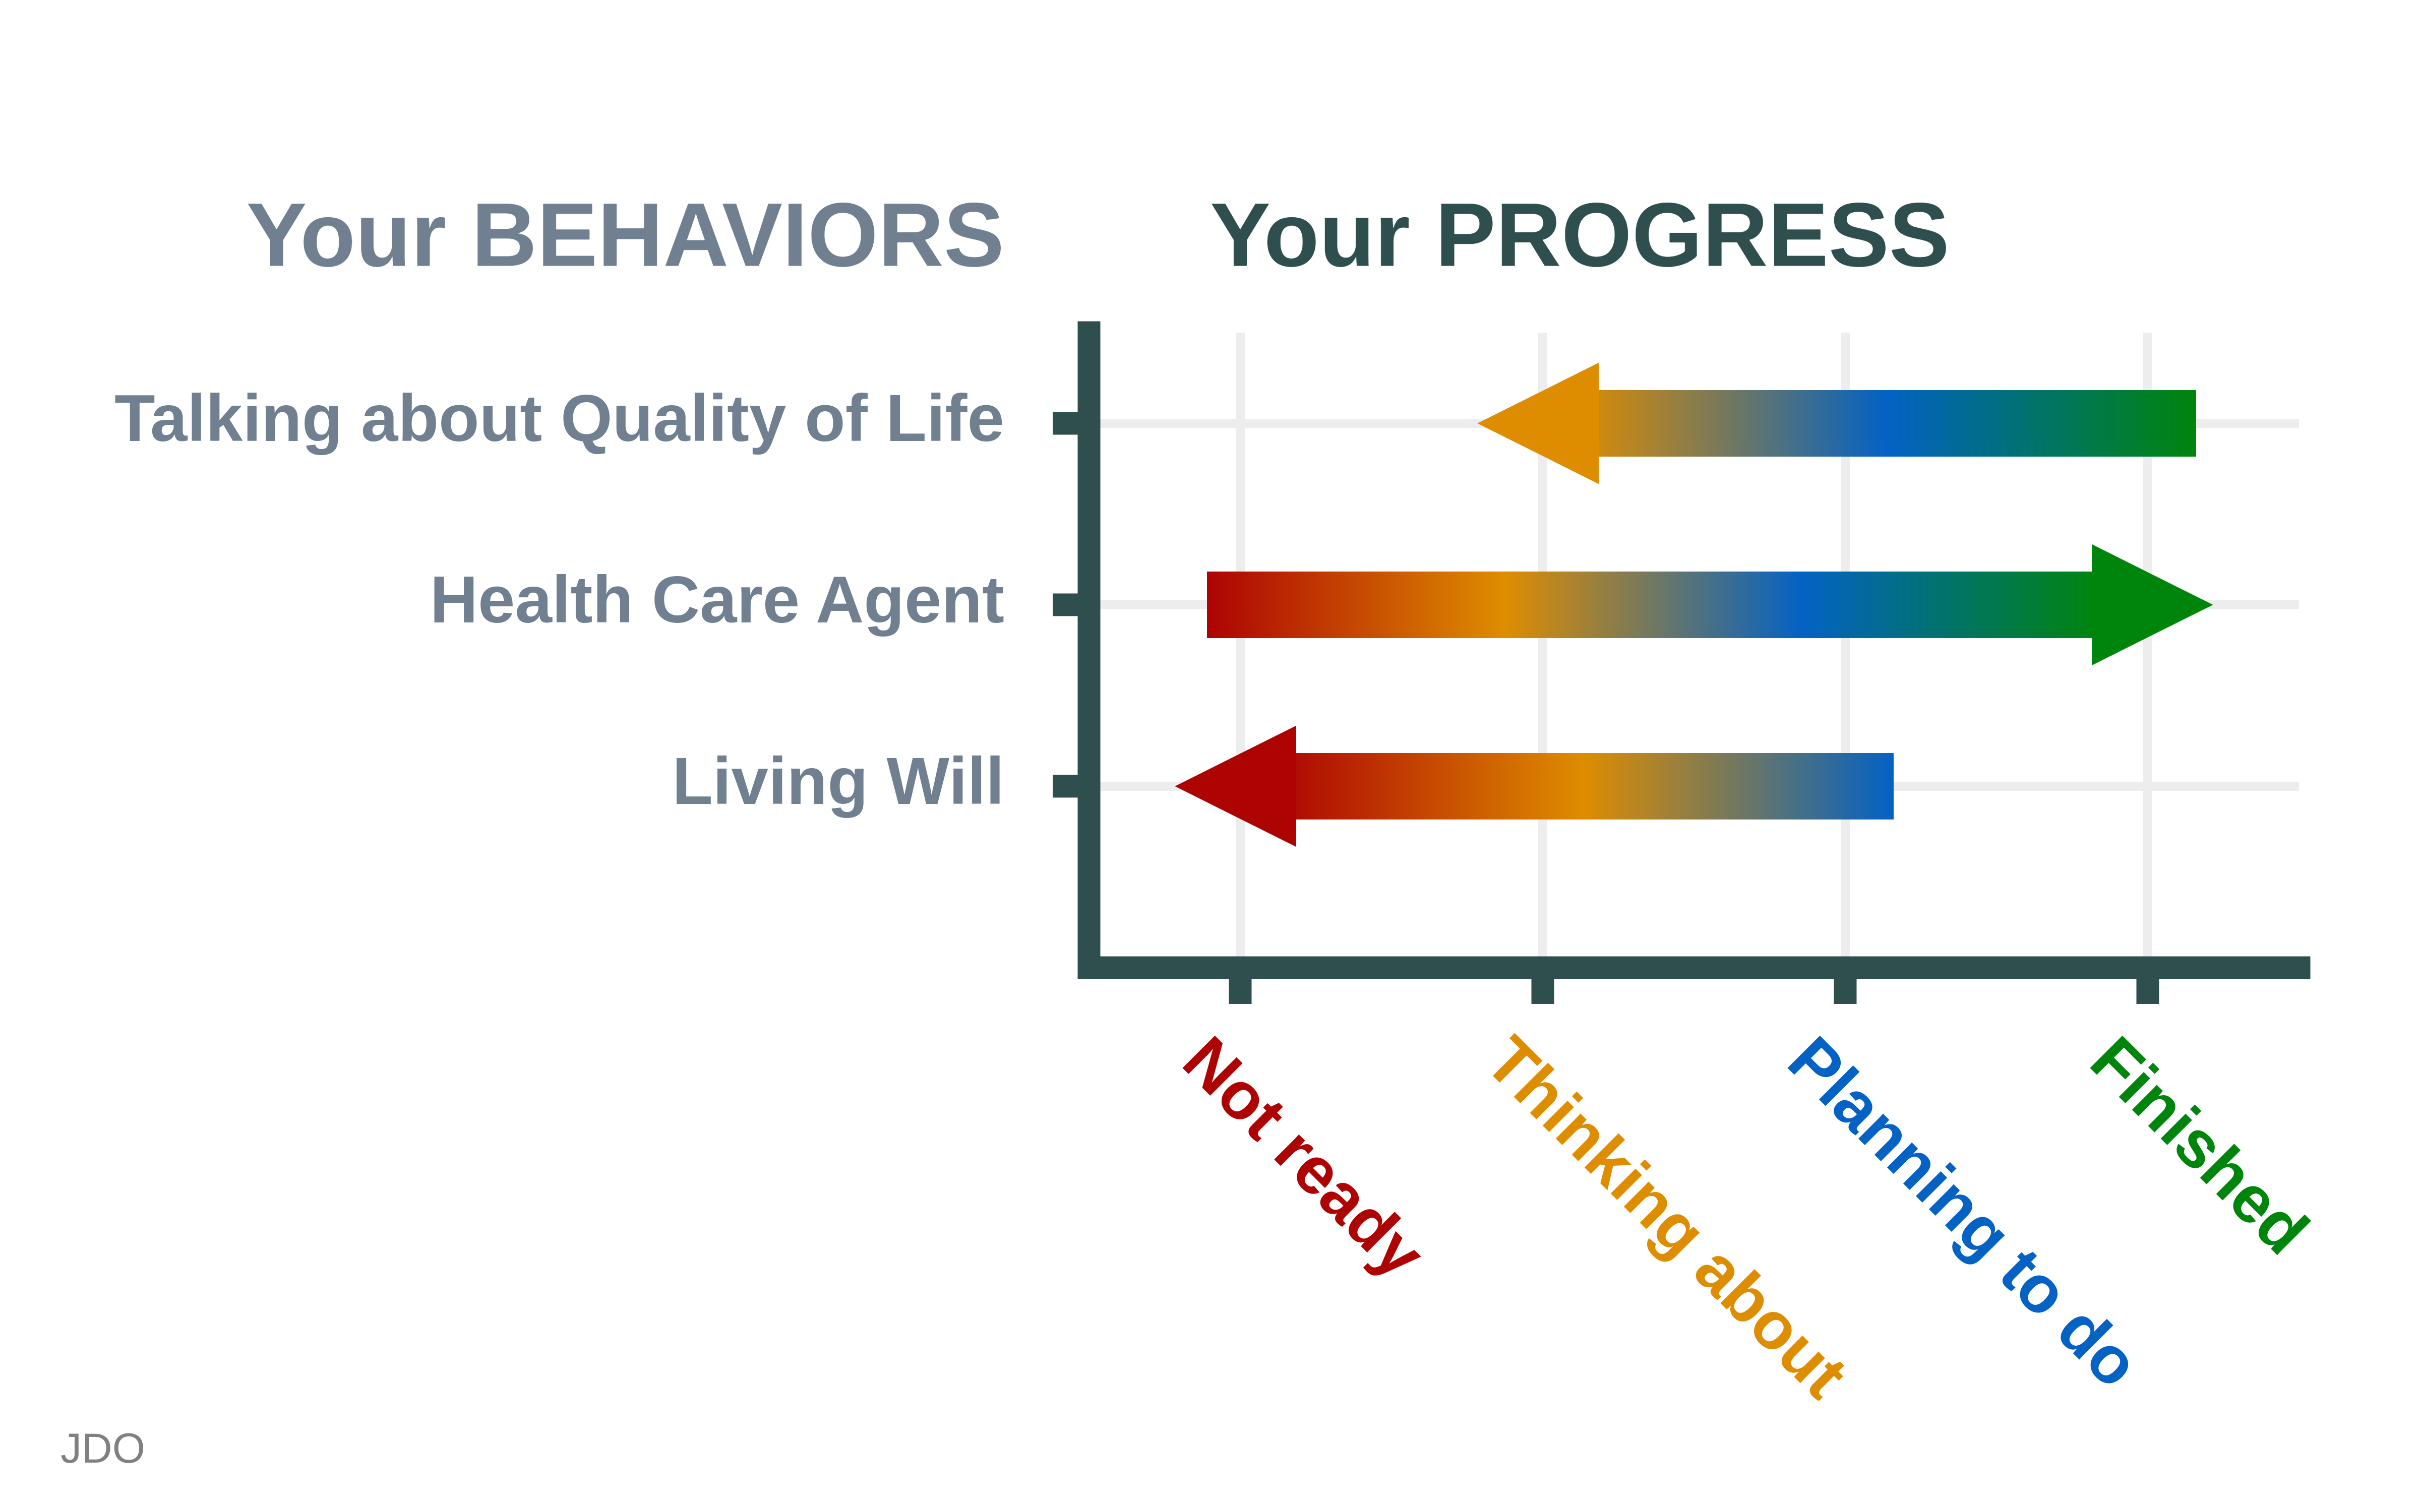 Your BEHAVIORS
Your PROGRESS
Talking about Quality of Life
Health Care Agent
Living Will
Not ready
Thinking about
Planning to do
Finished
JDO